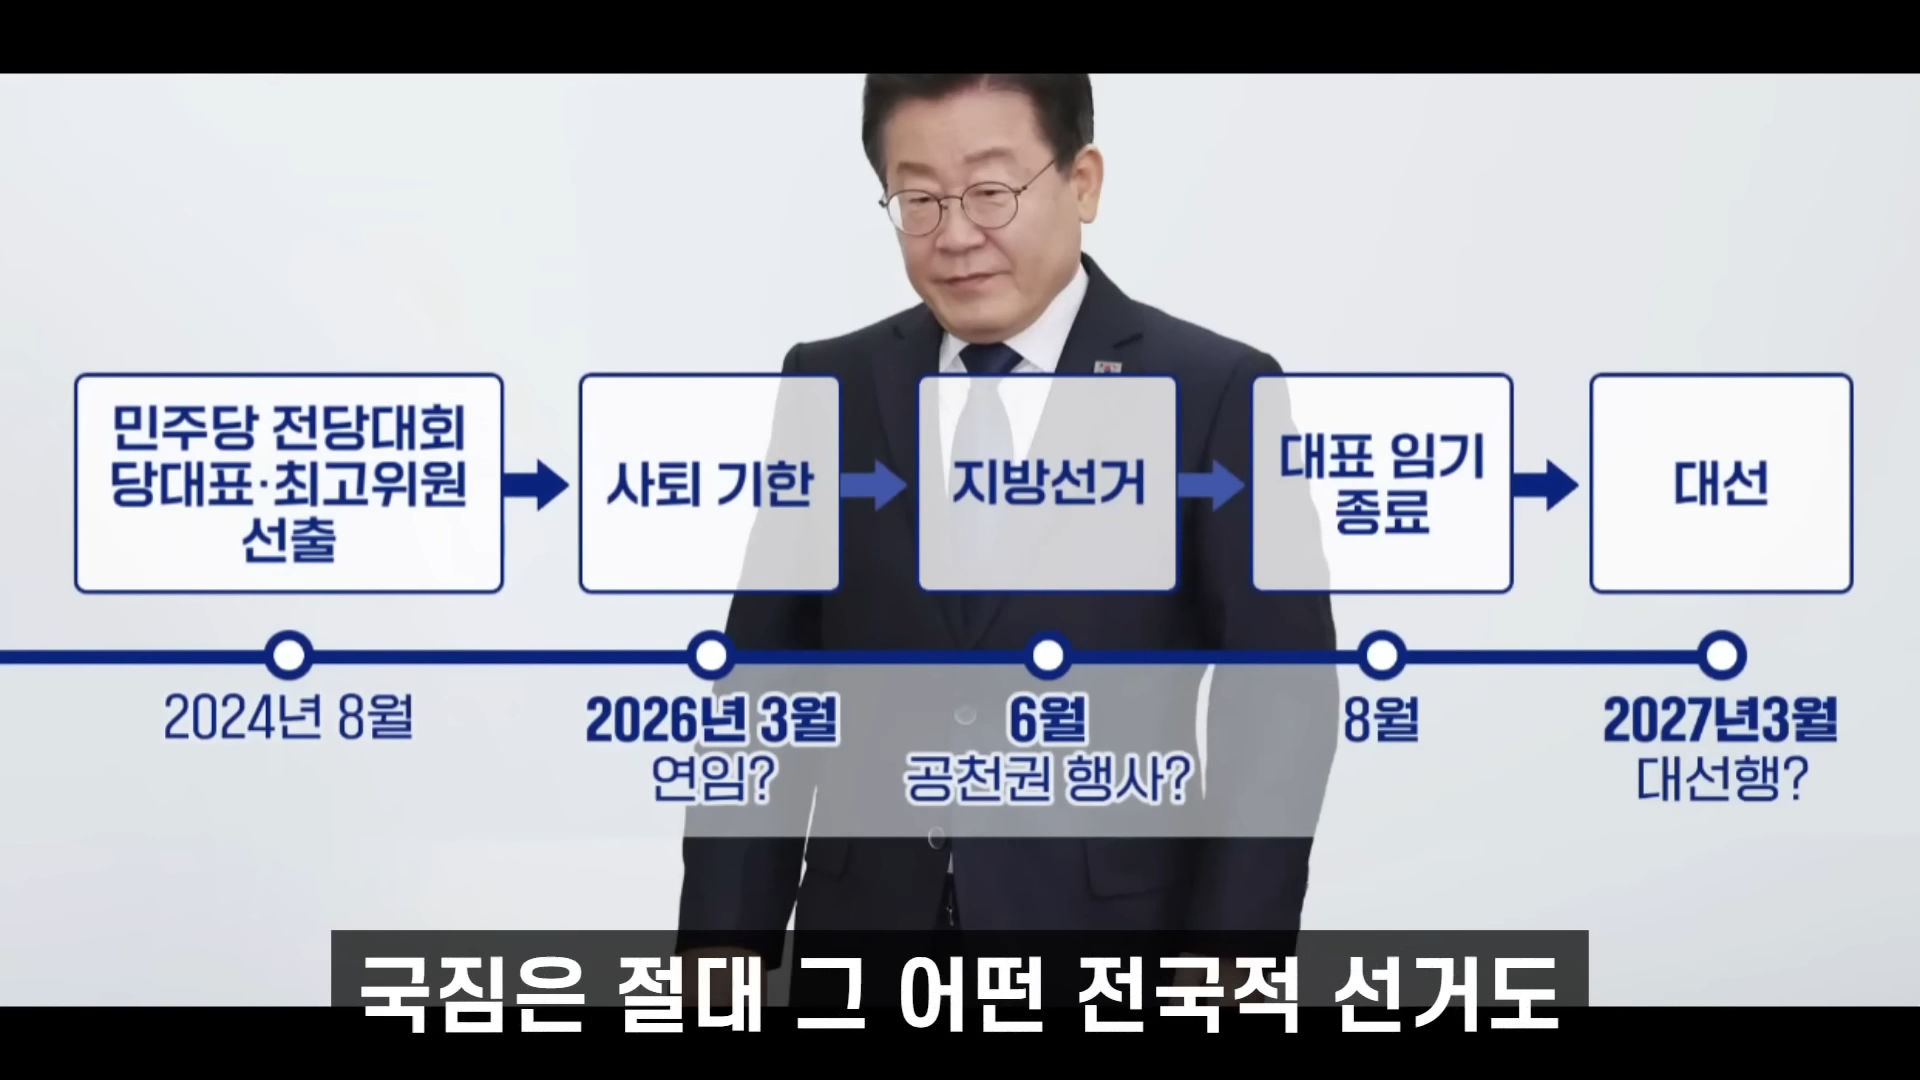 민주당 전당대회
당대표·최고위원
선출
사퇴 기한
지방선거
대표 임기
종료
대선
2024년 8월
2026년 3월
연임?
6월
공천권 행사?
8월
2027년3월
대선행?
국짐은 절대 그 어떤 전국적 선거도